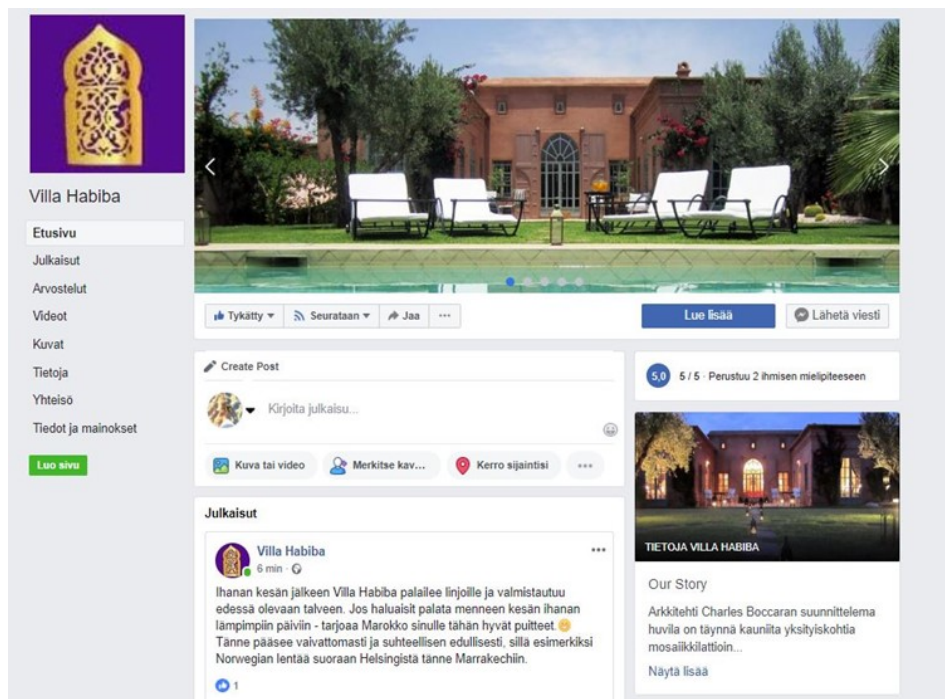 Villa Habiba
Etusivu
Julkaisut
Arvostelut
Videot
Kuvat
Tietoja
Yhteisö
Tiedot ja mainokset
Luo sivu
Tykätty
Seurataan
Jaa
Lue lisää
Lähetä viesti
Create Post
Kirjoita julkaisu...
Kuva tai video
Merkitse kav...
Kerro sijaintisi
Julkaisut
Villa Habiba
6 min ·
Ihanan kesän jälkeen Villa Habiba palailee linjoille ja valmistautuu
edessä olevaan talveen. Jos haluaisit palata menneen kesän ihanan
lämpimpiin päiviin - tarjoaa Marokko sinulle tähän hyvät puitteet.😁
Tänne pääsee vaivattomasti ja suhteellisen edullisesti, sillä esimerkiksi
Norwegian lentää suoraan Helsingistä tänne Marrakechiin.
1
5,0
5 / 5 · Perustuu 2 ihmisen mielipiteeseen
TIETOJA VILLA HABIBA
Our Story
Arkkitehti Charles Boccaran suunnittelema
huvila on täynnä kauniita yksityiskohtia
mosaiikkilattioin...
Näytä lisää